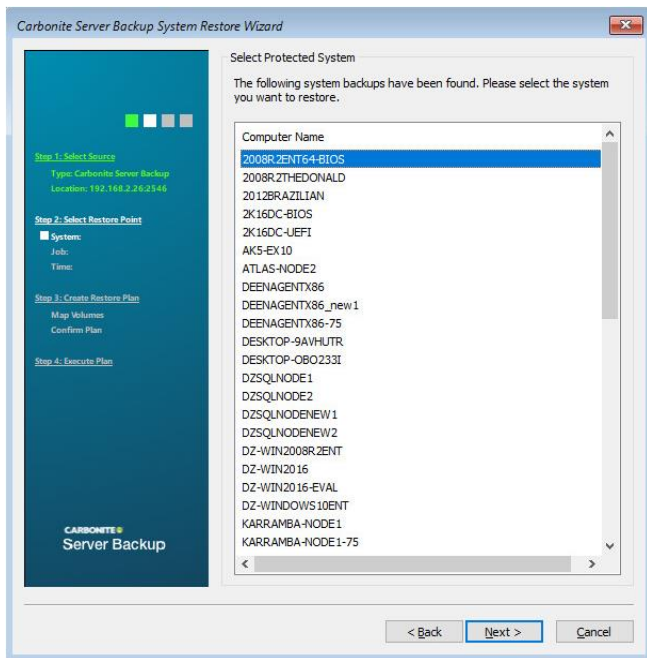 Carbonite Server Backup System Restore Wizard
Step 1: Select Source
Type: Carbonite Server Backup
Location: 192.168.2.26:2546
Step 2: Select Restore Point
System:
Job:
Time:
Step 3: Create Restore Plan
Map Volumes
Confirm Plan
Step 4: Execute Plan
CARBONITE
Server Backup
Select Protected System
The following system backups have been found. Please select the system
you want to restore.
Computer Name
2008R2ENT64-BIOS
2008R2THEDONALD
2012BRAZILIAN
2K16DC-BIOS
2K16DC-UEFI
AK5-EX10
ATLAS-NODE2
DEENAGENTX86
DEENAGENTX86_new1
DEENAGENTX86-75
DESKTOP-9AVHUTR
DESKTOP-OBO233I
DZSQLNODE1
DZSQLNODE2
DZSQLNODENEW1
DZSQLNODENEW2
DZ-WIN2008R2ENT
DZ-WIN2016
DZ-WIN2016-EVAL
DZ-WINDOWS10ENT
KARRAMBA-NODE1
KARRAMBA-NODE1-75
< Back
Next >
Cancel